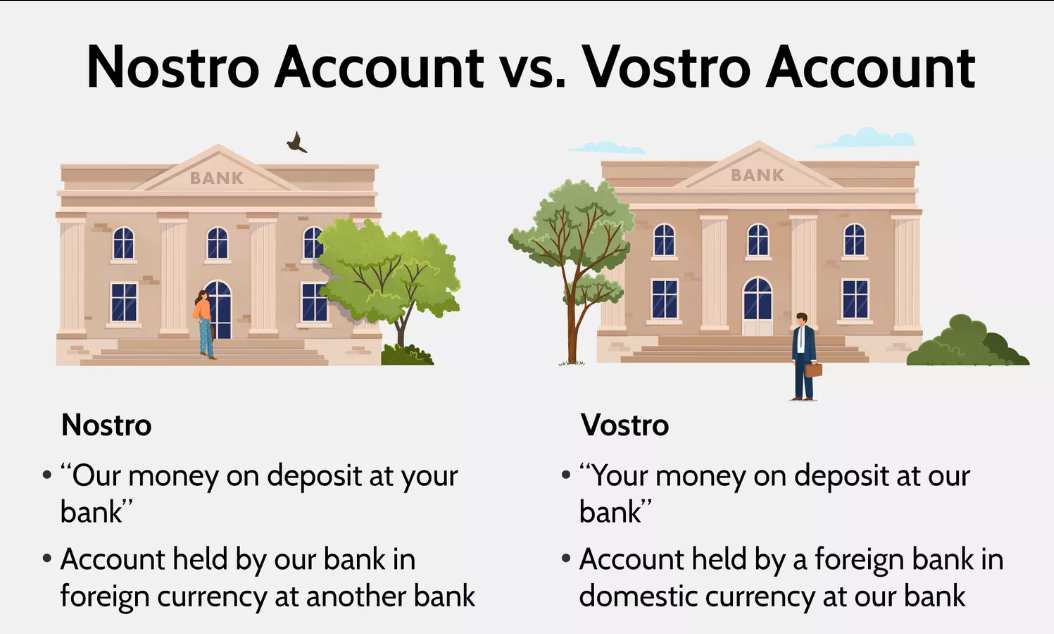 Nostro Account vs. Vostro Account
BANK
BANK
Nostro
• “Our money on deposit at your
bank”
• Account held by our bank in
foreign currency at another bank
Vostro
• “Your money on deposit at our
bank”
• Account held by a foreign bank in
domestic currency at our bank